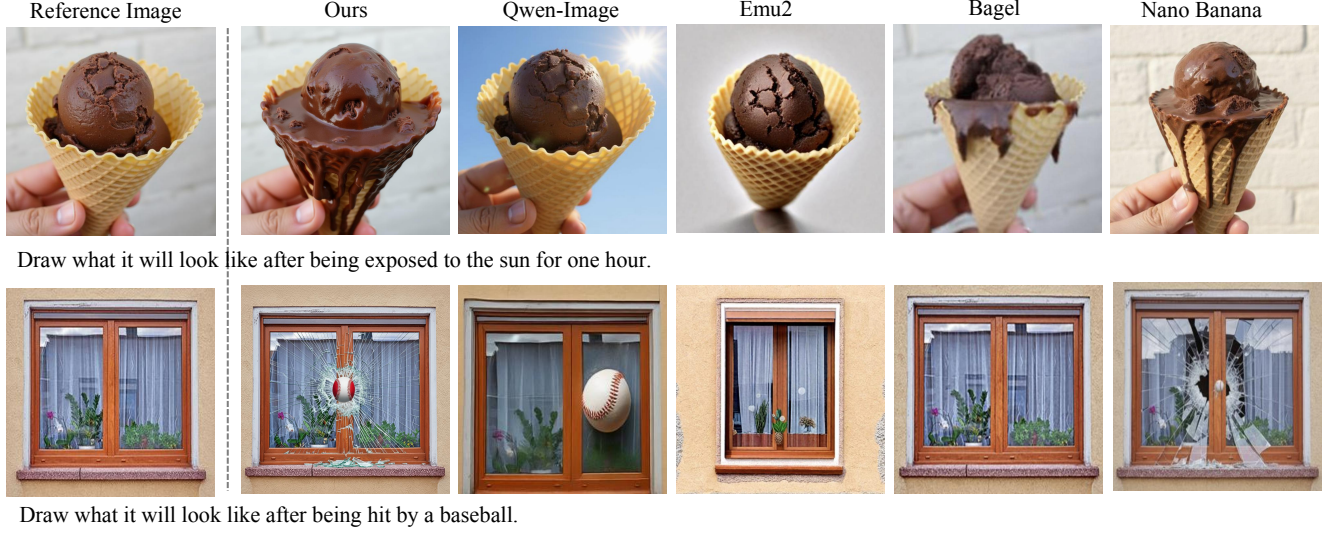 Reference Image Ours Qwen-Image Emu2 Bagel Nano Banana
Draw what it will look like after being exposed to the sun for one hour.
Draw what it will look like after being hit by a baseball.